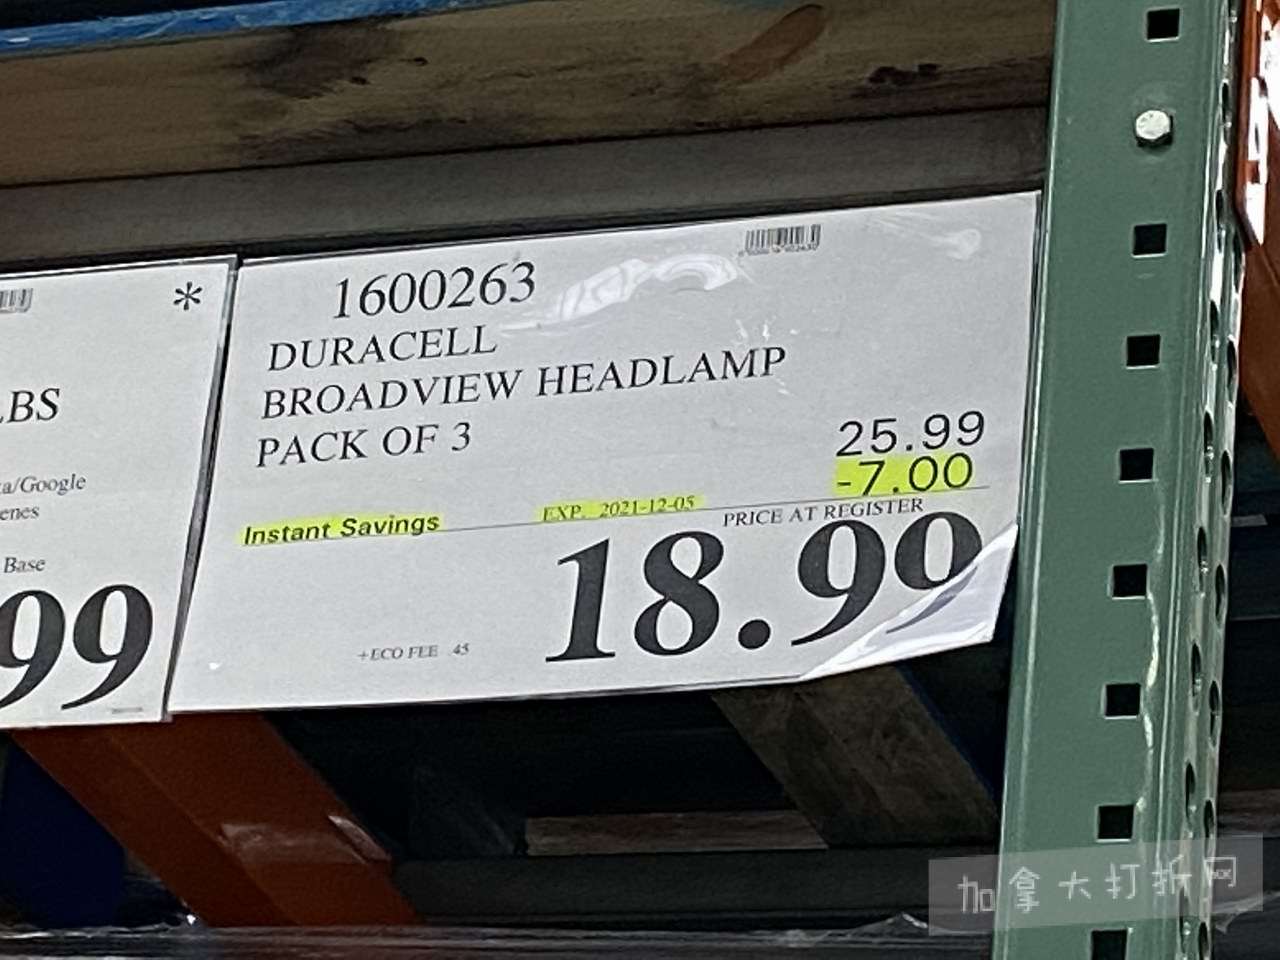 *
LBS
a/Google
enes
Base
99
1600263
DURACELL
BROADVIEW HEADLAMP
PACK OF 3
25.99
-7.00
Instant Savings
EXP. 2021-12-05
PRICE AT REGISTER
18.99
+ECO FEE 45
加拿大打折网